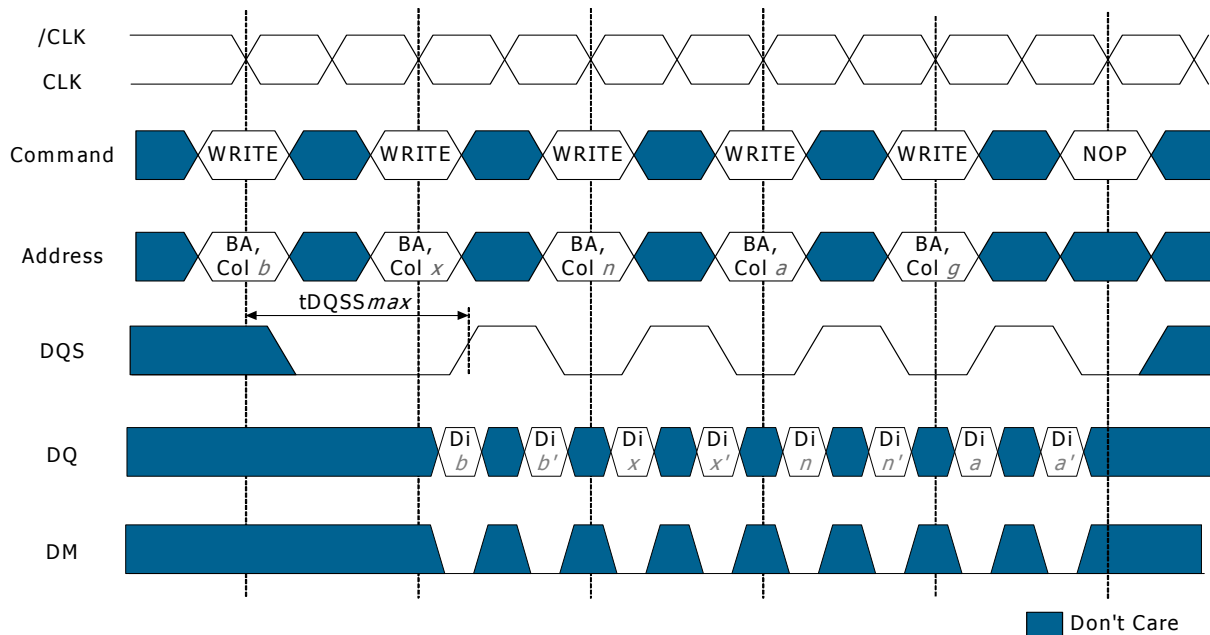 /CLK
CLK
Command
WRITE
WRITE
WRITE
WRITE
WRITE
NOP
Address
BA,
Col b
BA,
Col x
BA,
Col n
BA,
Col a
BA,
Col g
tDQSSmax
DQS
DQ
Di
b
Di
b'
Di
x
Di
x'
Di
n
Di
n'
Di
a
Di
a'
DM
Don't Care